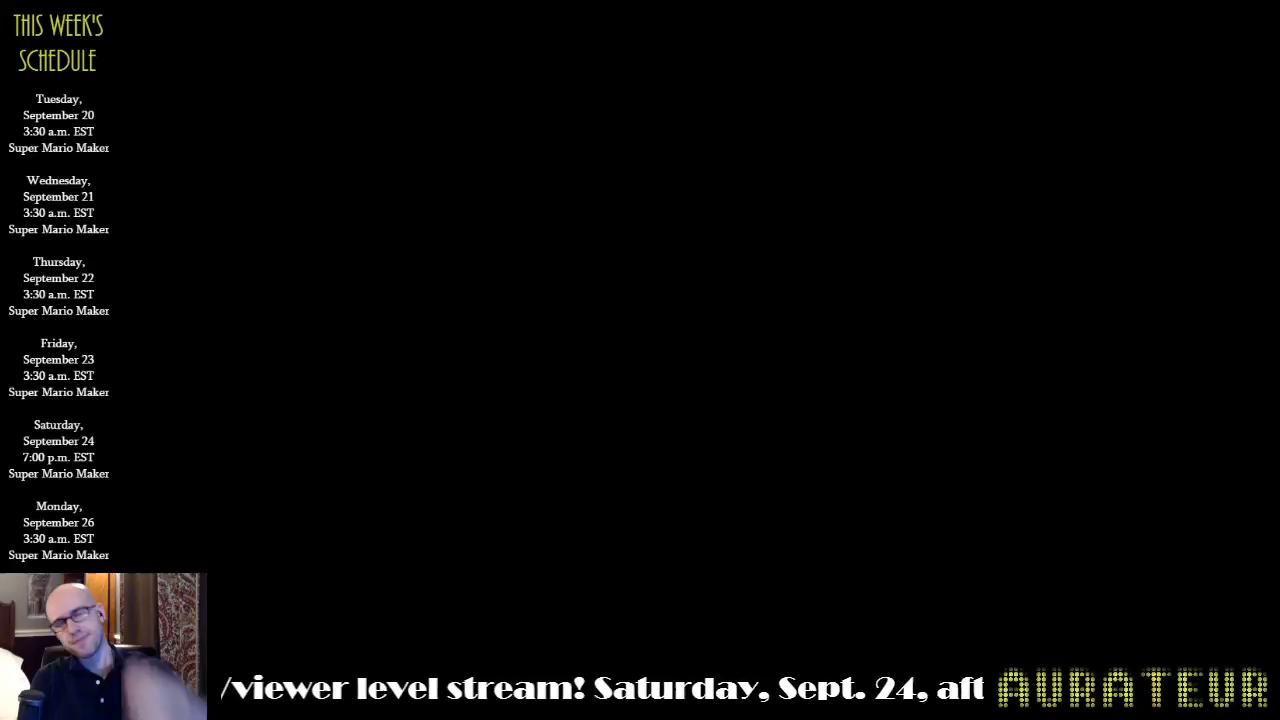 THIS WEEK'S
SCHEDULE
Tuesday,
September 20
3:30 a.m. EST
Super Mario Maker
Wednesday,
September 21
3:30 a.m. EST
Super Mario Maker
Thursday,
September 22
3:30 a.m. EST
Super Mario Maker
Friday,
September 23
3:30 a.m. EST
Super Mario Maker
Saturday,
September 24
7:00 p.m. EST
Super Mario Maker
Monday,
September 26
3:30 a.m. EST
Super Mario Maker
/viewer level stream! Saturday, Sept. 24, aft
AURATEUR